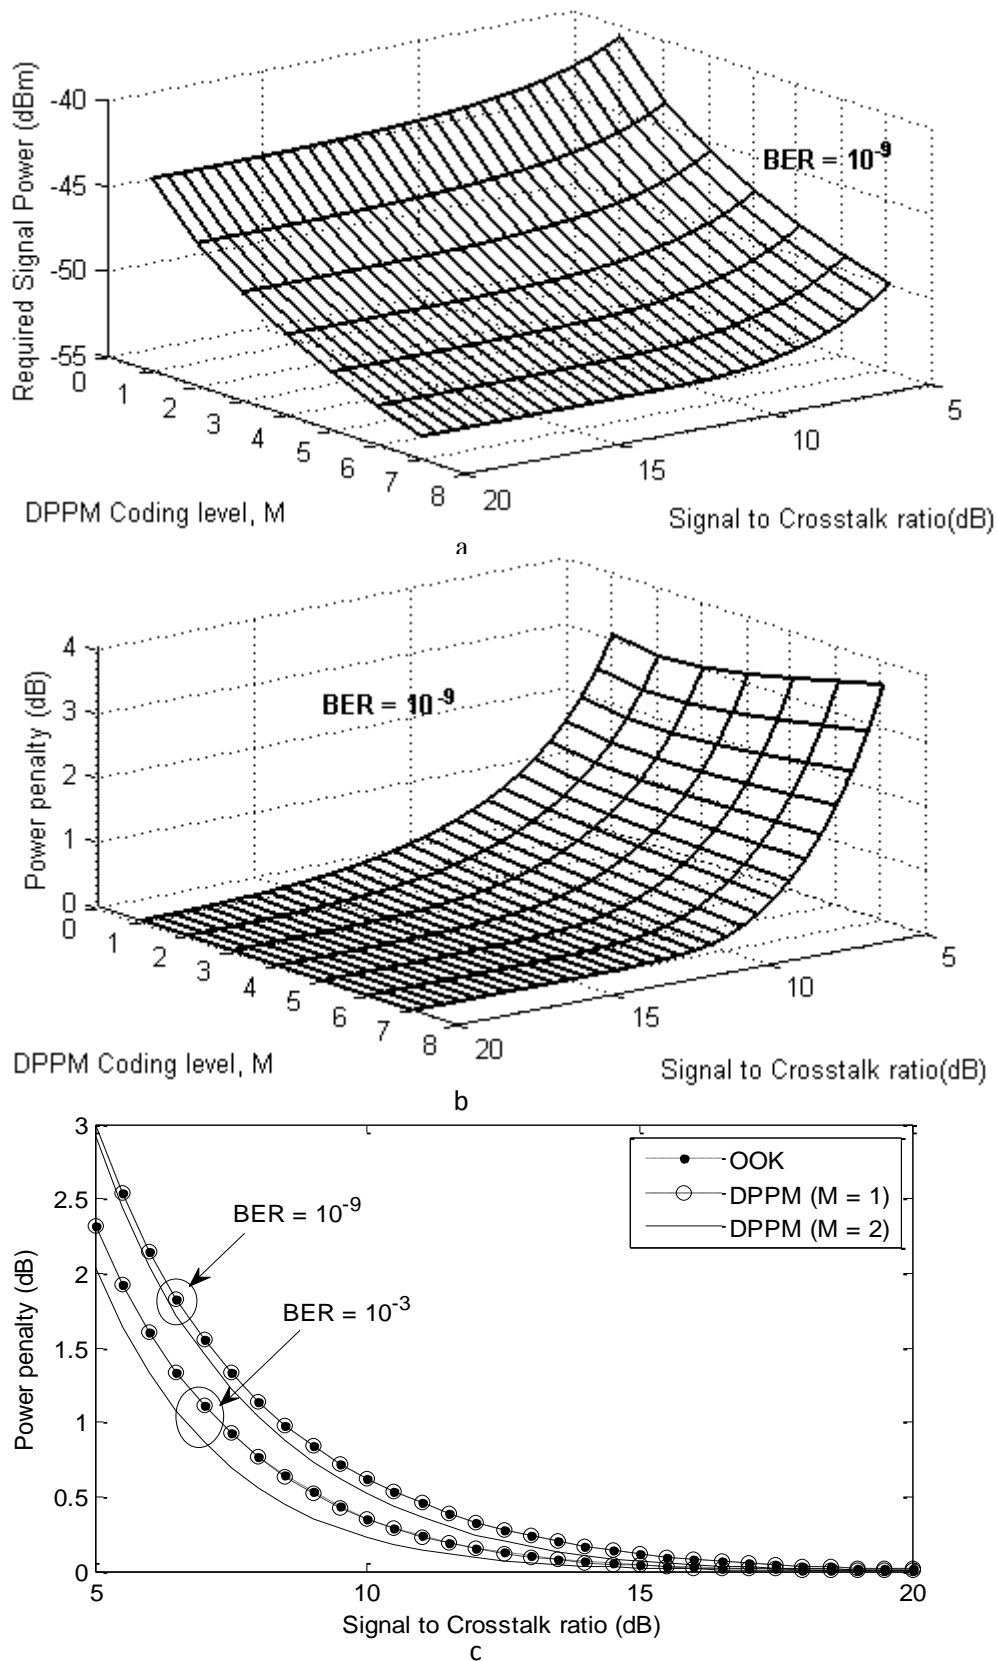 -40
-45
-50
-55
Required Signal Power (dBm)
BER = 10-9
0
1
2
3
4
5
6
7
8
20
15
10
5
DPPM Coding level, M
Signal to Crosstalk ratio(dB)
a
4
3
2
1
0
Power penalty (dB)
BER = 10-9
0
1
2
3
4
5
6
7
8
20
15
10
5
DPPM Coding level, M
Signal to Crosstalk ratio(dB)
b
3
2.5
2
1.5
1
0.5
0
Power penalty (dB)
OOK
DPPM (M = 1)
DPPM (M = 2)
BER = 10-9
BER = 10-3
5
10
15
20
Signal to Crosstalk ratio (dB)
c